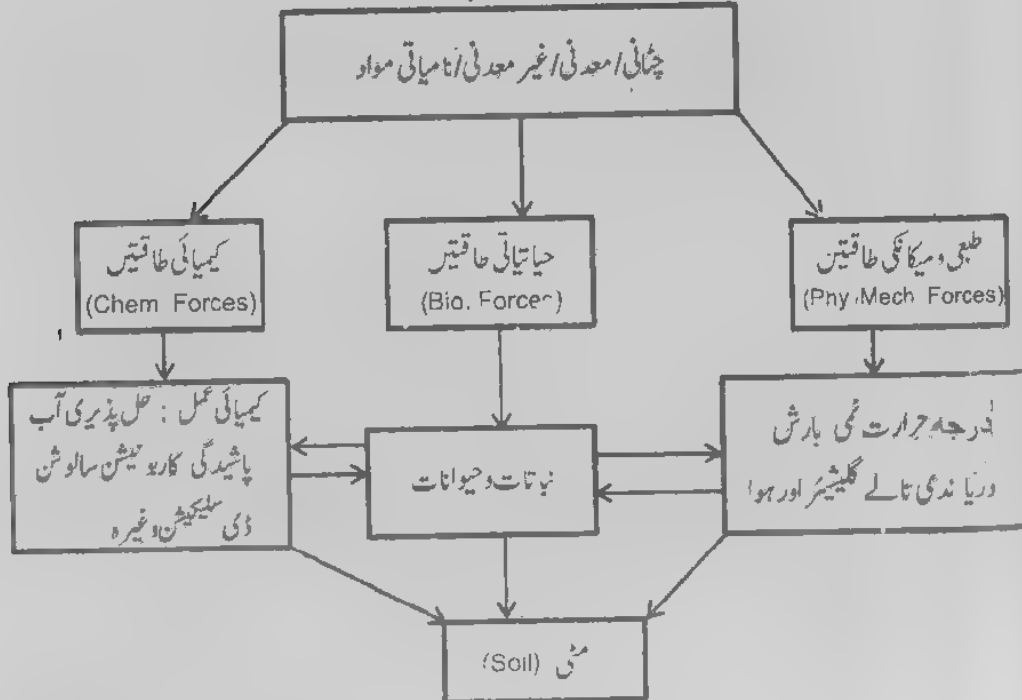 چٹانی/معدنی/غیر معدنی/نامیاتی مواد
طبعی و میکانکی طاقتیں
(Phy. Mech Forces)
حیاتیاتی طاقتیں
(Bio. Forces)
کیمیائی طاقتیں
(Chem Forces)
درجہ حرارت نمی بارش
دریا ندی نالے گلیشیئر اور ہوا
نباتات و حیوانات
کیمیائی عمل : حل پذیری آب
پاشیدگی کاربونیشن سالوشن
ڈی سلیکیشن وغیرہ
مٹی (Soil)